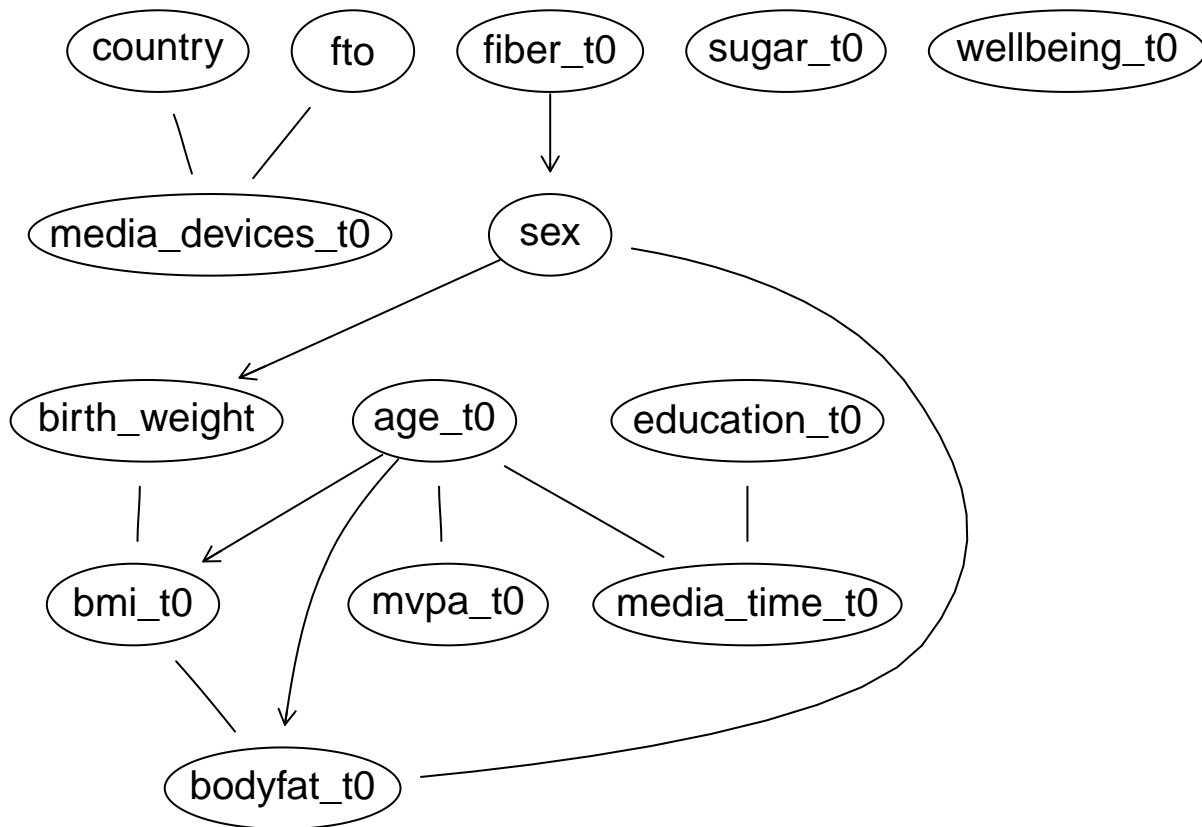 country
fto
fiber_t0
sugar_t0
wellbeing_t0
media_devices_t0
sex
birth_weight
age_t0
education_t0
bmi_t0
mvpa_t0
media_time_t0
bodyfat_t0